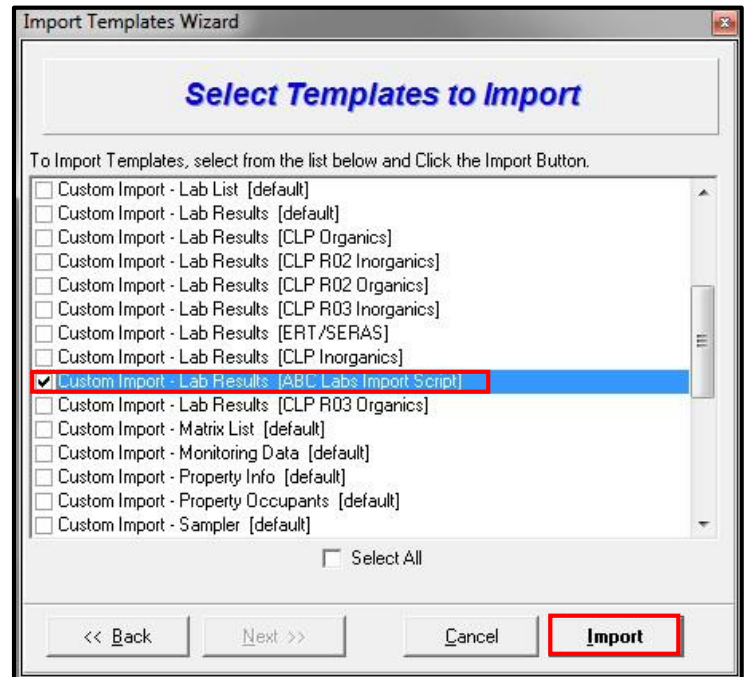 Import Templates Wizard
Select Templates to Import
To Import Templates, select from the list below and Click the Import Button.
Custom Import - Lab List [default]
Custom Import - Lab Results [default]
Custom Import - Lab Results [CLP Organics]
Custom Import - Lab Results [CLP R02 Inorganics]
Custom Import - Lab Results [CLP R02 Organics]
Custom Import - Lab Results [CLP R03 Inorganics]
Custom Import - Lab Results [ERT/SERAS]
Custom Import - Lab Results [CLP Inorganics]
Custom Import - Lab Results [ABC Labs Import Script]
Custom Import - Lab Results [CLP R03 Organics]
Custom Import - Matrix List [default]
Custom Import - Monitoring Data [default]
Custom Import - Property Info [default]
Custom Import - Property Occupants [default]
Custom Import - Sampler [default]
Select All
<< Back Next >> Cancel Import